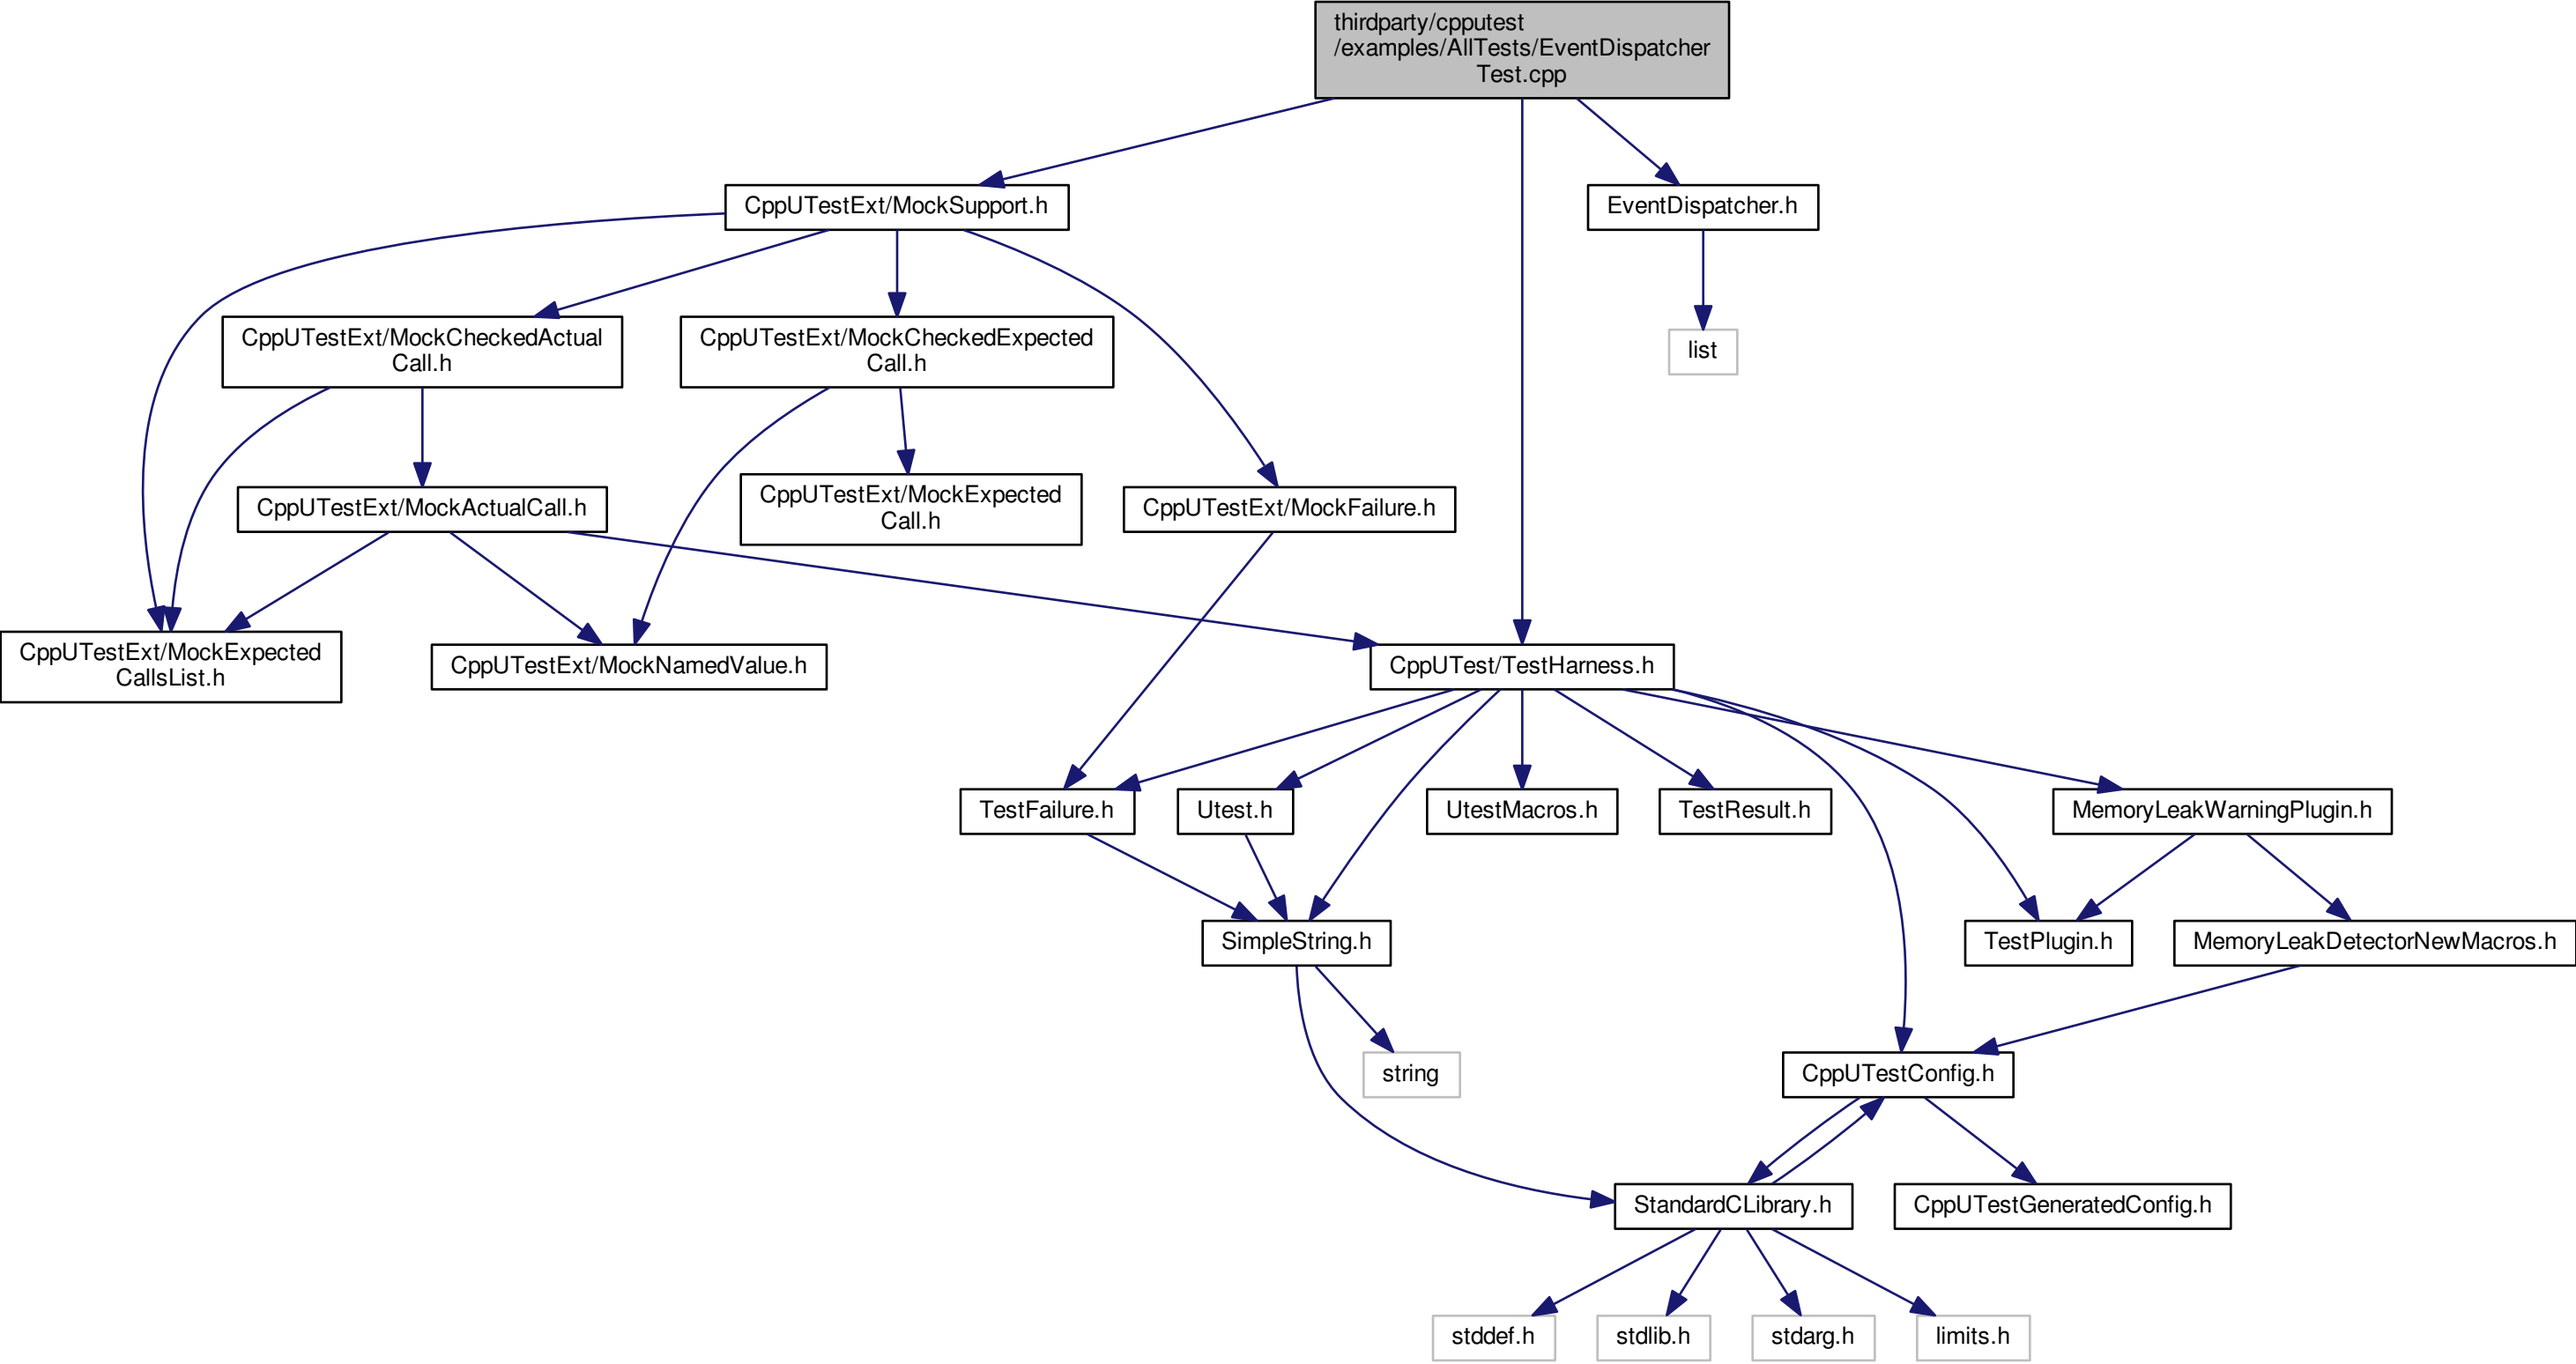 thirdparty/cpputest
/examples/AllTests/EventDispatcher
Test.cpp
CppUTestExt/MockSupport.h
EventDispatcher.h
CppUTestExt/MockCheckedActual
Call.h
CppUTestExt/MockCheckedExpected
Call.h
list
CppUTestExt/MockActualCall.h
CppUTestExt/MockExpected
Call.h
CppUTestExt/MockFailure.h
CppUTestExt/MockExpected
CallsList.h
CppUTestExt/MockNamedValue.h
CppUTest/TestHarness.h
TestFailure.h
Utest.h
UtestMacros.h
TestResult.h
MemoryLeakWarningPlugin.h
SimpleString.h
TestPlugin.h
MemoryLeakDetectorNewMacros.h
string
CppUTestConfig.h
StandardCLibrary.h
CppUTestGeneratedConfig.h
stddef.h
stdlib.h
stdarg.h
limits.h